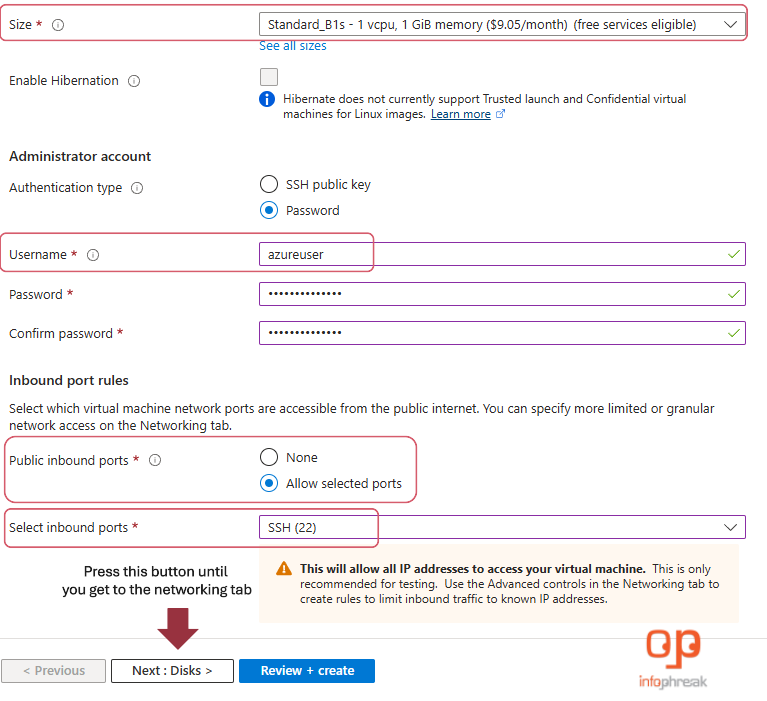 Size *
Standard_B1s - 1 vcpu, 1 GiB memory ($9.05/month) (free services eligible)
See all sizes
Enable Hibernation
Hibernate does not currently support Trusted launch and Confidential virtual
machines for Linux images. Learn more
Administrator account
Authentication type
SSH public key
Password
Username *
azureuser
Password *
••••••••••••••
Confirm password *
••••••••••••••
Inbound port rules
Select which virtual machine network ports are accessible from the public internet. You can specify more limited or granular
network access on the Networking tab.
Public inbound ports *
None
Allow selected ports
Select inbound ports *
SSH (22)
This will allow all IP addresses to access your virtual machine. This is only
recommended for testing. Use the Advanced controls in the Networking tab to
create rules to limit inbound traffic to known IP addresses.
Press this button until
you get to the networking tab
< Previous
Next : Disks >
Review + create
infophreak